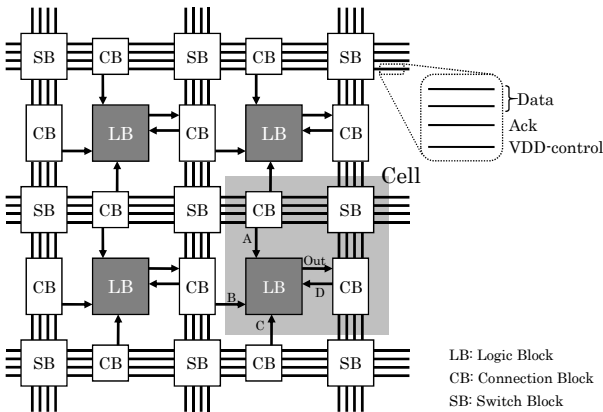 SB CB SB CB SB
Data
Ack
VDD-control
CB LB CB LB CB
Cell
SB CB SB CB SB
A
Out
CB LB CB LB CB
B D
C
SB CB SB CB SB
LB: Logic Block
CB: Connection Block
SB: Switch Block